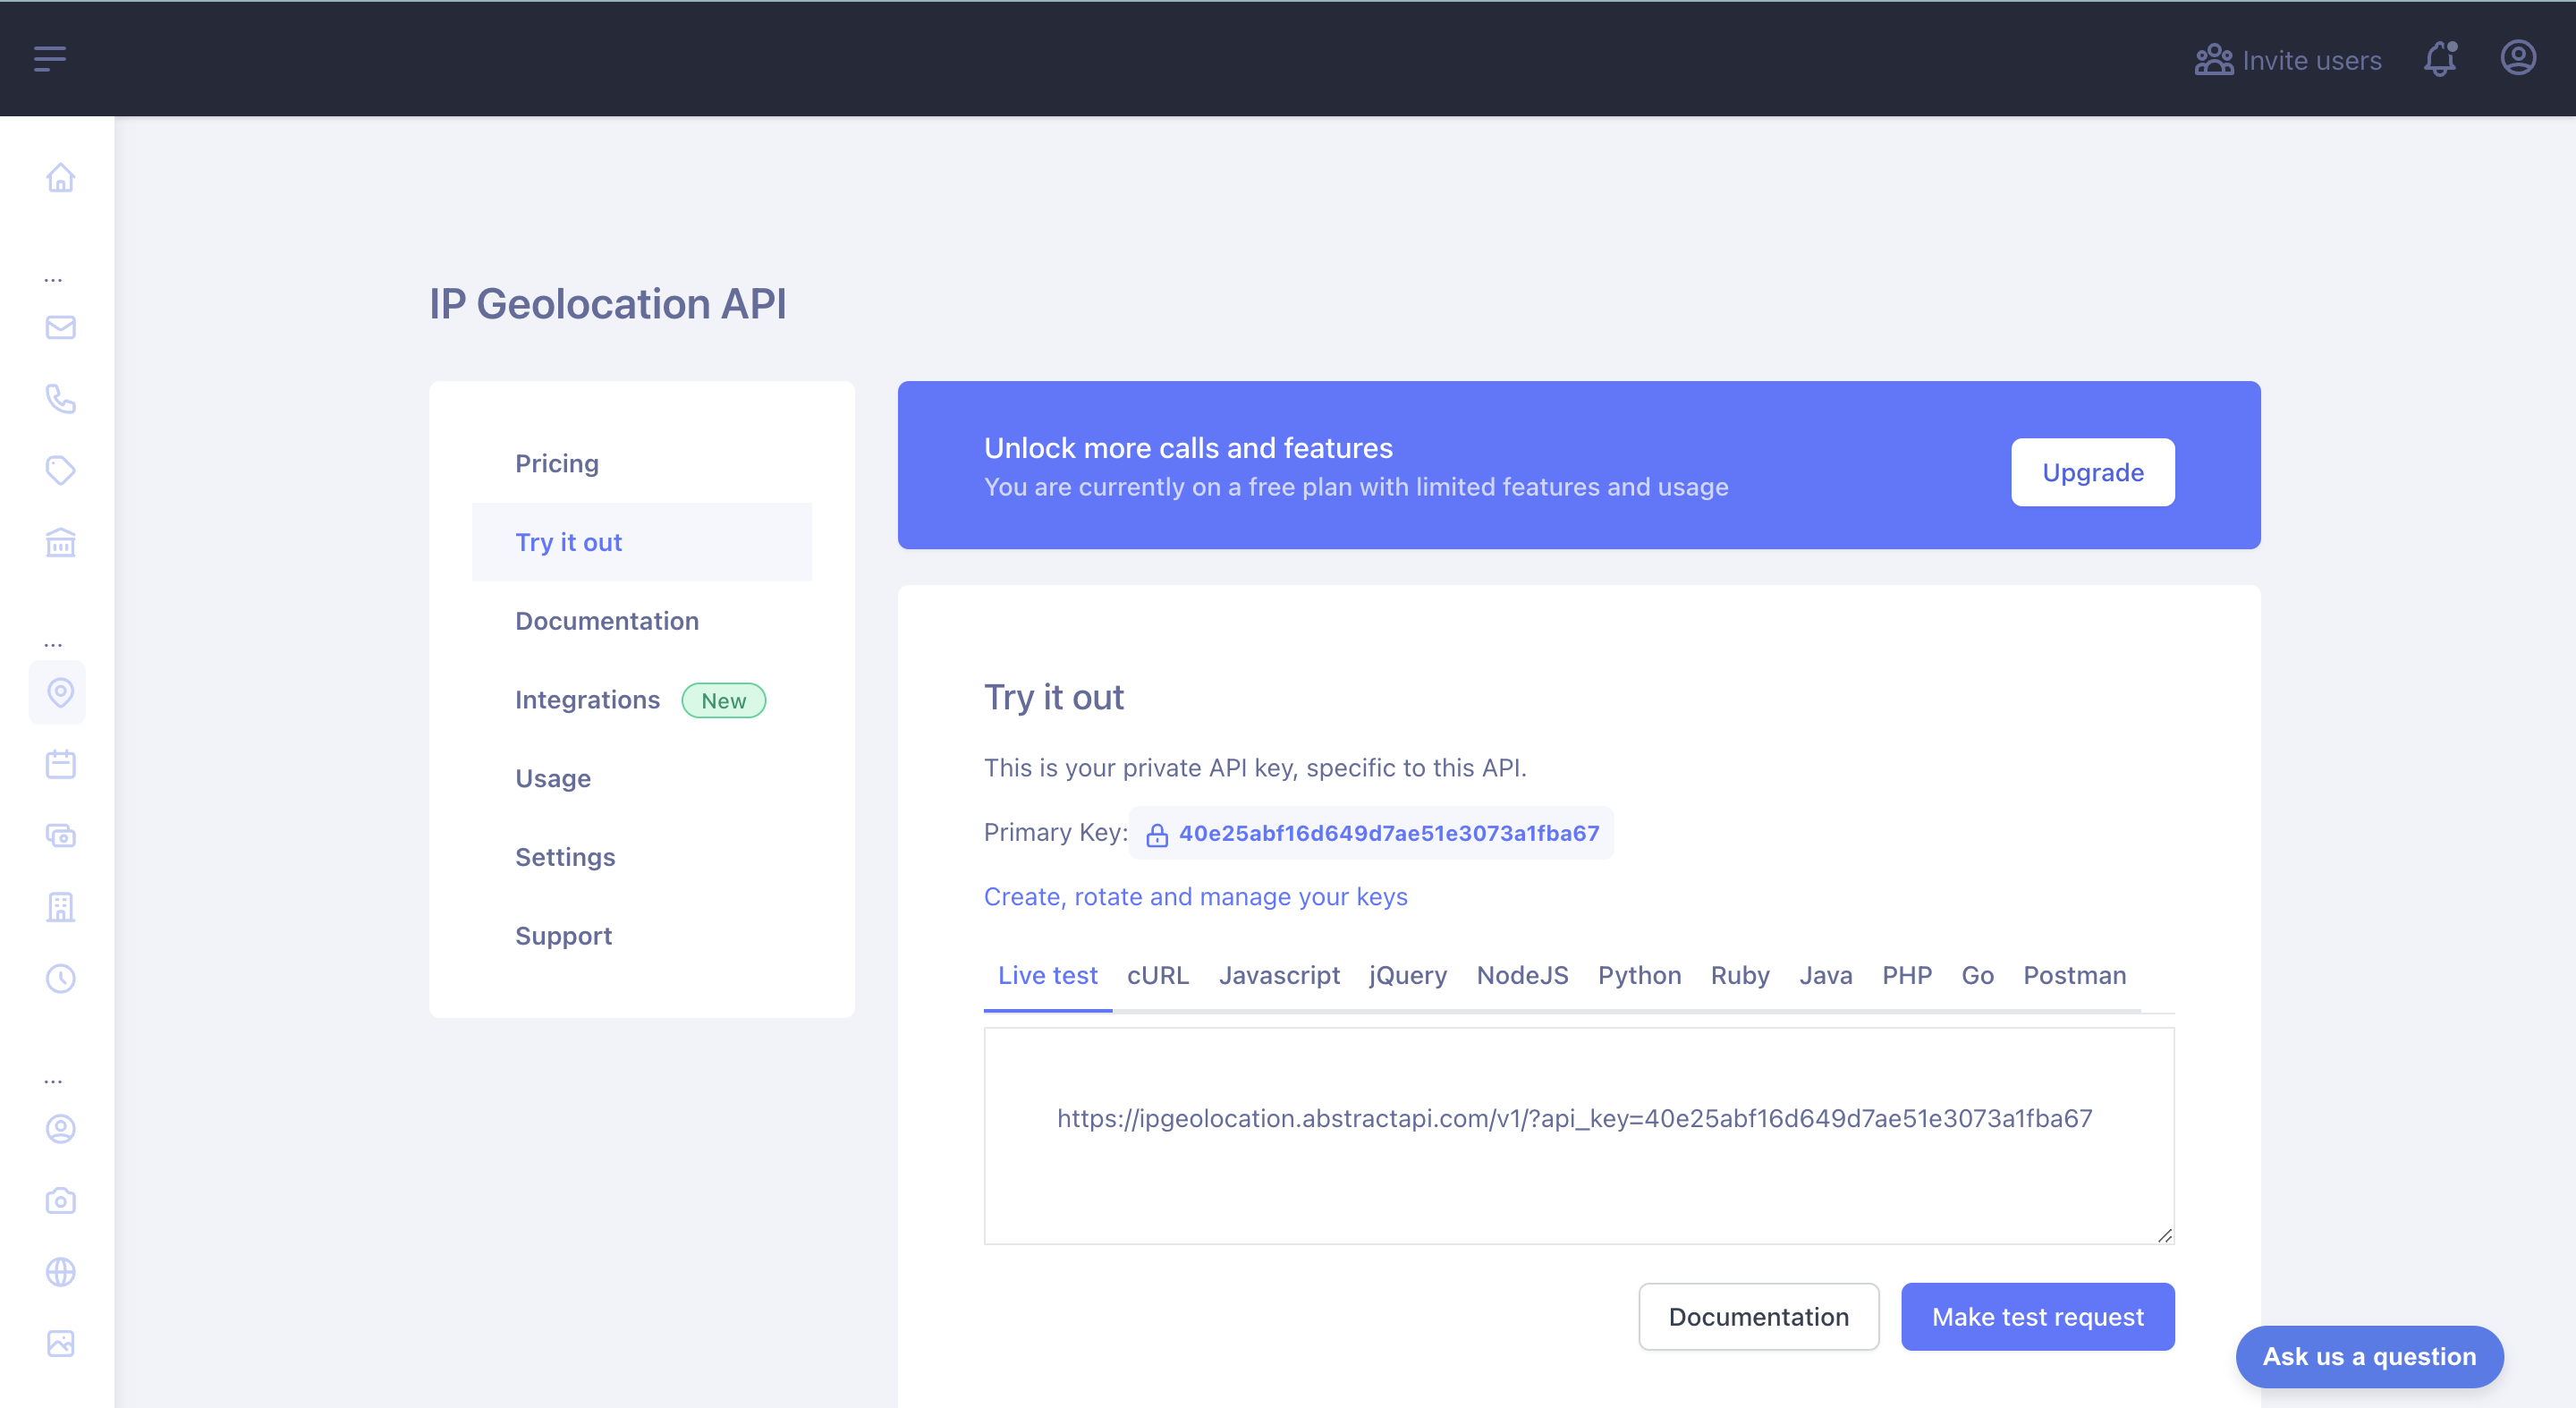 Invite users
...
...
...
IP Geolocation API
Pricing
Try it out
Documentation
Integrations New
Usage
Settings
Support
Unlock more calls and features
You are currently on a free plan with limited features and usage
Upgrade
Try it out
This is your private API key, specific to this API.
Primary Key: 40e25abf16d649d7ae51e3073a1fba67
Create, rotate and manage your keys
Live test cURL Javascript jQuery NodeJS Python Ruby Java PHP Go Postman
https://ipgeolocation.abstractapi.com/v1/?api_key=40e25abf16d649d7ae51e3073a1fba67
Documentation Make test request
Ask us a question